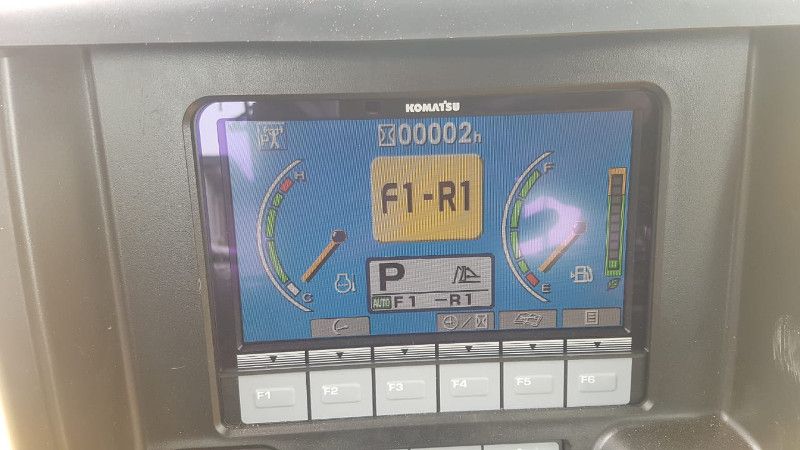 KOMATSU
00002h
H
F
F1-R1
C
E
P
AUTO F1 -R1
F1 F2 F3 F4 F5 F6